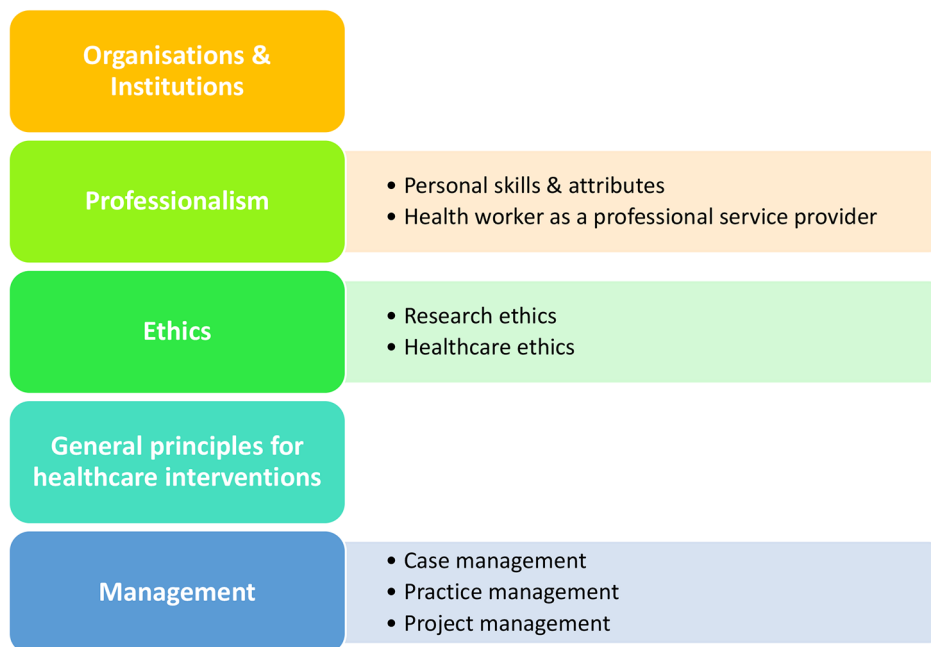 Organisations &
Institutions
Professionalism
• Personal skills & attributes
• Health worker as a professional service provider
Ethics
• Research ethics
• Healthcare ethics
General principles for
healthcare interventions
Management
• Case management
• Practice management
• Project management